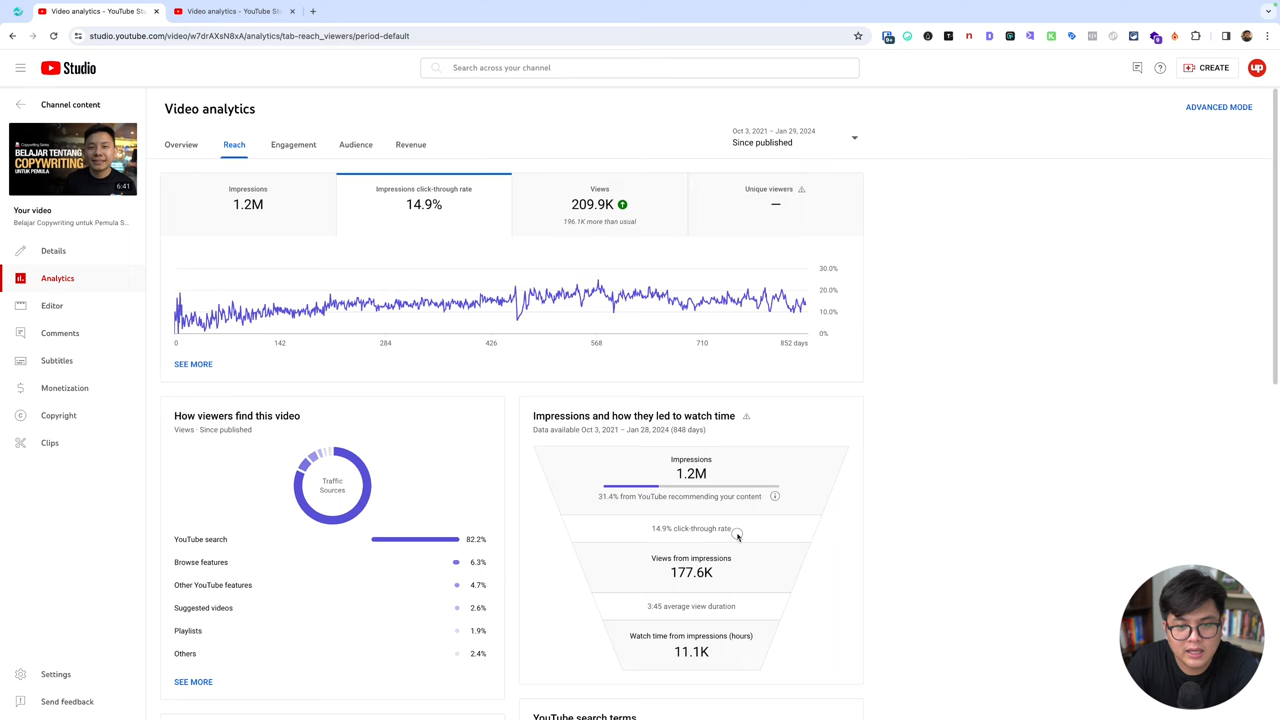 Video analytics - YouTube S
Video analytics - YouTube St
studio.youtube.com/video/w7drAXsN8xA/analytics/tab-reach_viewers/period-default
Studio
Search across your channel
CREATE
up
Channel content
Copywriting Series
BELAJAR TENTANG
COPYWRITING
UNTUK PEMULA
6:41
Your video
Belajar Copywriting untuk Pemula S...
Details
Analytics
Editor
Comments
Subtitles
Monetization
Copyright
Clips
Settings
Send feedback
Video analytics
ADVANCED MODE
Overview
Reach
Engagement
Audience
Revenue
Oct 3, 2021 – Jan 29, 2024
Since published
Impressions
1.2M
Impressions click-through rate
14.9%
Views
209.9K
196.1K more than usual
Unique viewers
—
30.0%
20.0%
10.0%
0%
0
142
284
426
568
710
852 days
SEE MORE
How viewers find this video
Views · Since published
Traffic
Sources
YouTube search 82.2%
Browse features 6.3%
Other YouTube features 4.7%
Suggested videos 2.6%
Playlists 1.9%
Others 2.4%
SEE MORE
Impressions and how they led to watch time
Data available Oct 3, 2021 – Jan 28, 2024 (848 days)
Impressions
1.2M
31.4% from YouTube recommending your content
14.9% click-through rate
Views from impressions
177.6K
3:45 average view duration
Watch time from impressions (hours)
11.1K
YouTube search terms